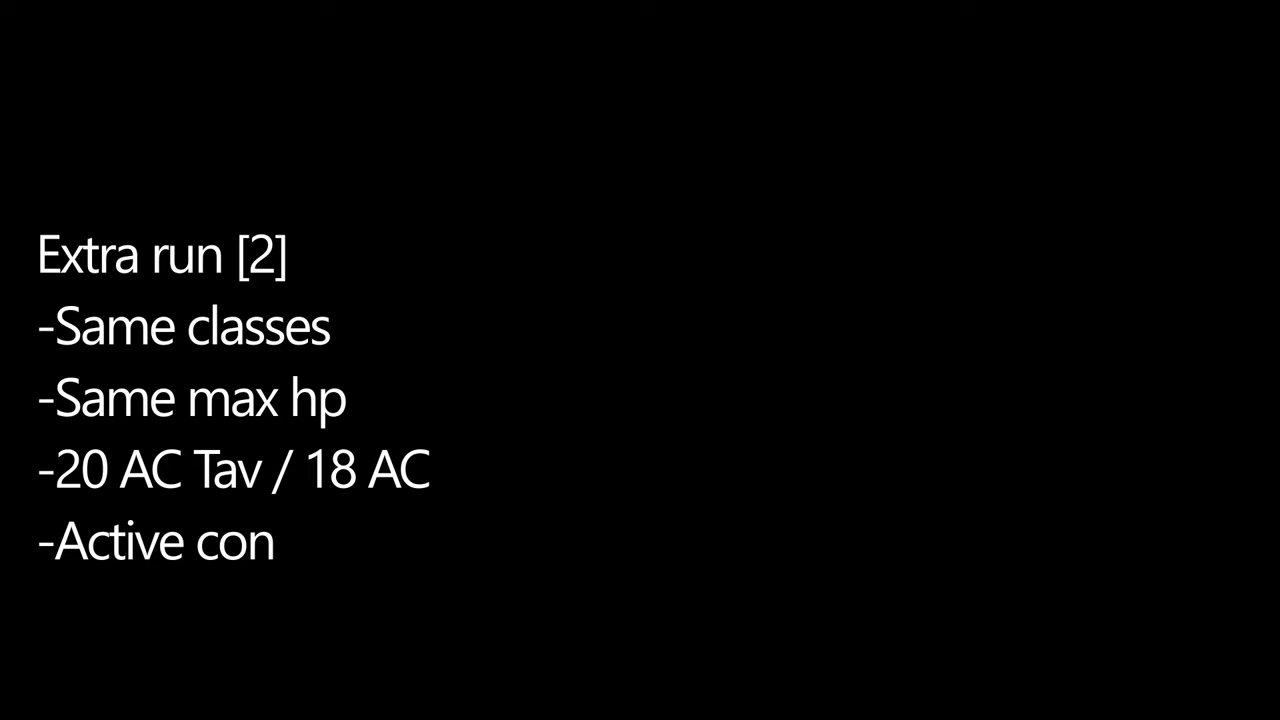 Extra run [2]
-Same classes
-Same max hp
-20 AC Tav / 18 AC
-Active con